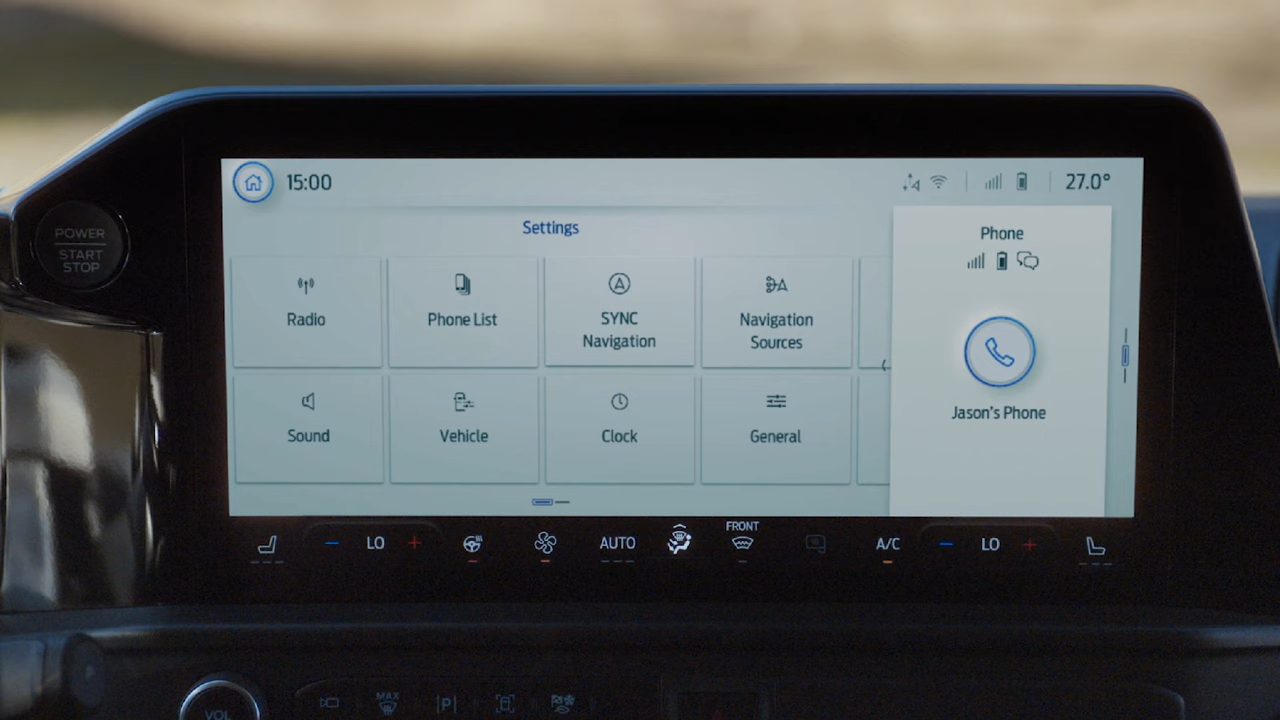 15:00
27.0°
POWER
START
STOP
Settings
Phone
Radio
Phone List
SYNC
Navigation
Navigation
Sources
Jason's Phone
Sound
Vehicle
Clock
General
LO
AUTO
FRONT
A/C
LO
VOL
MAX
P